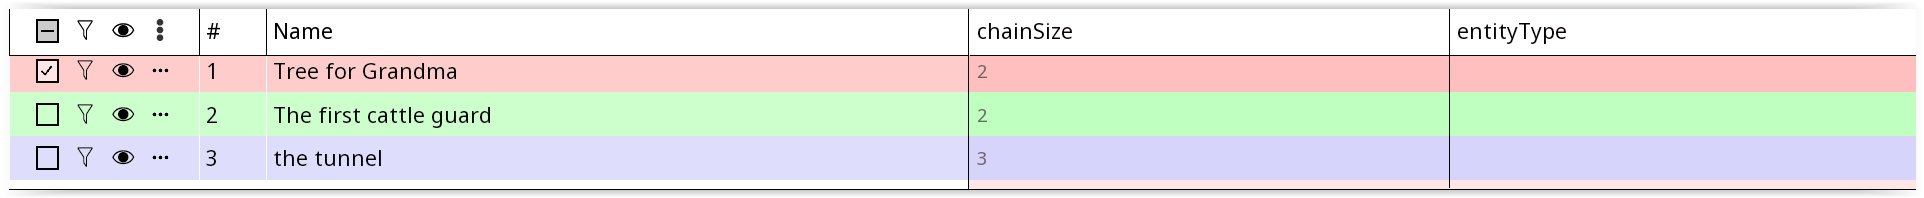 # Name chainSize entityType
1 Tree for Grandma 2
2 The first cattle guard 2
3 the tunnel 3